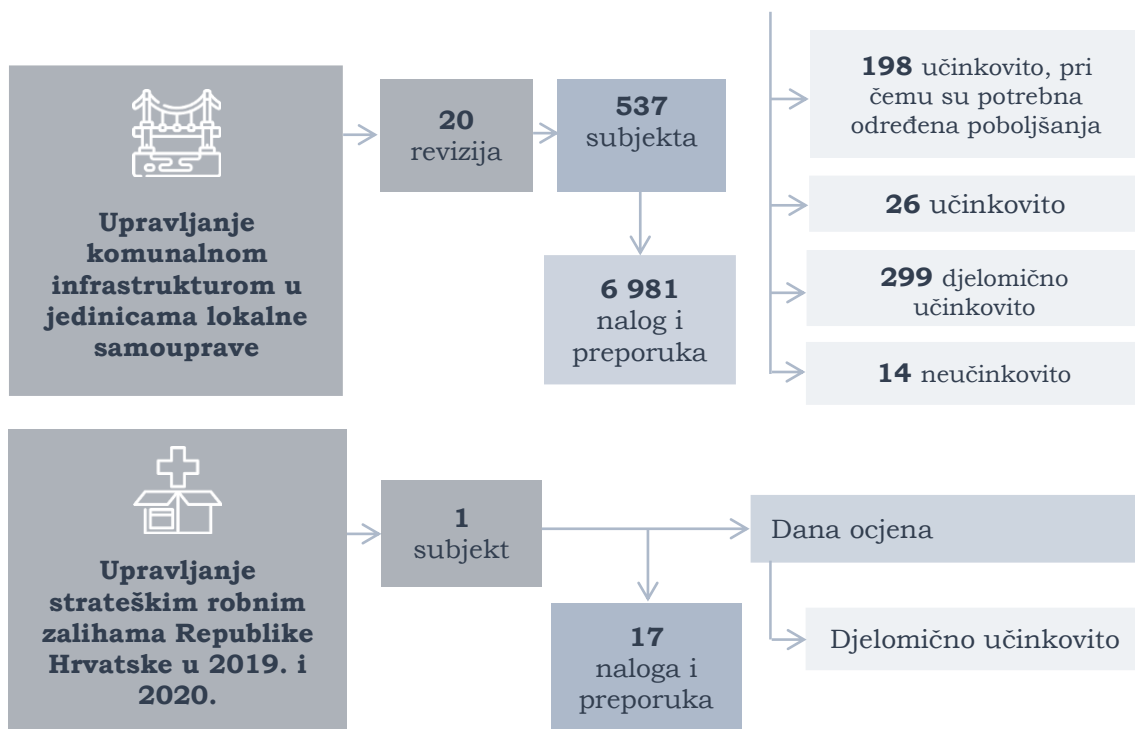 Upravljanje
komunalnom
infrastrukturom u
jedinicama lokalne
samouprave
20
revizija
537
subjekta
6 981
nalog i
preporuka
198 učinkovito, pri
čemu su potrebna
određena poboljšanja
26 učinkovito
299 djelomično
učinkovito
14 neučinkovito
Upravljanje
strateškim robnim
zalihama Republike
Hrvatske u 2019. i
2020.
1
subjekt
17
naloga i
preporuka
Dana ocjena
Djelomično učinkovito